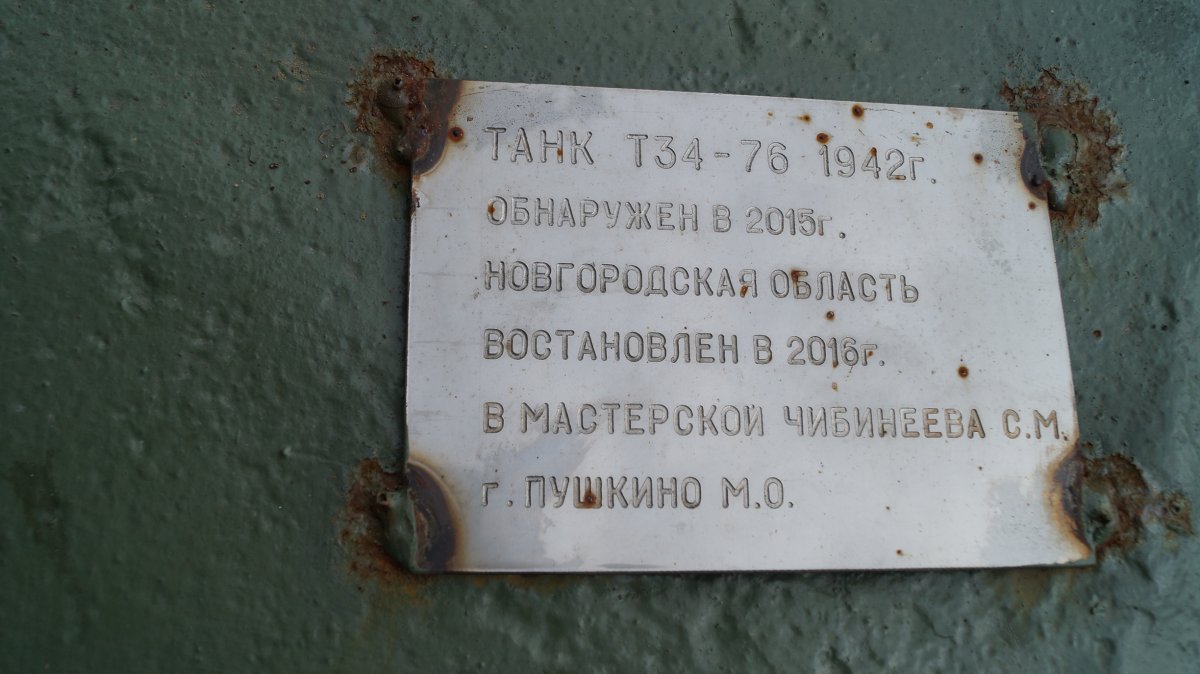 ТАНК Т34-76 1942г.
ОБНАРУЖЕН В 2015г.
НОВГОРОДСКАЯ ОБЛАСТЬ
ВОСТАНОВЛЕН В 2016г.
В МАСТЕРСКОЙ ЧИБИНЕЕВА С.М.
г. ПУШКИНО М.О.